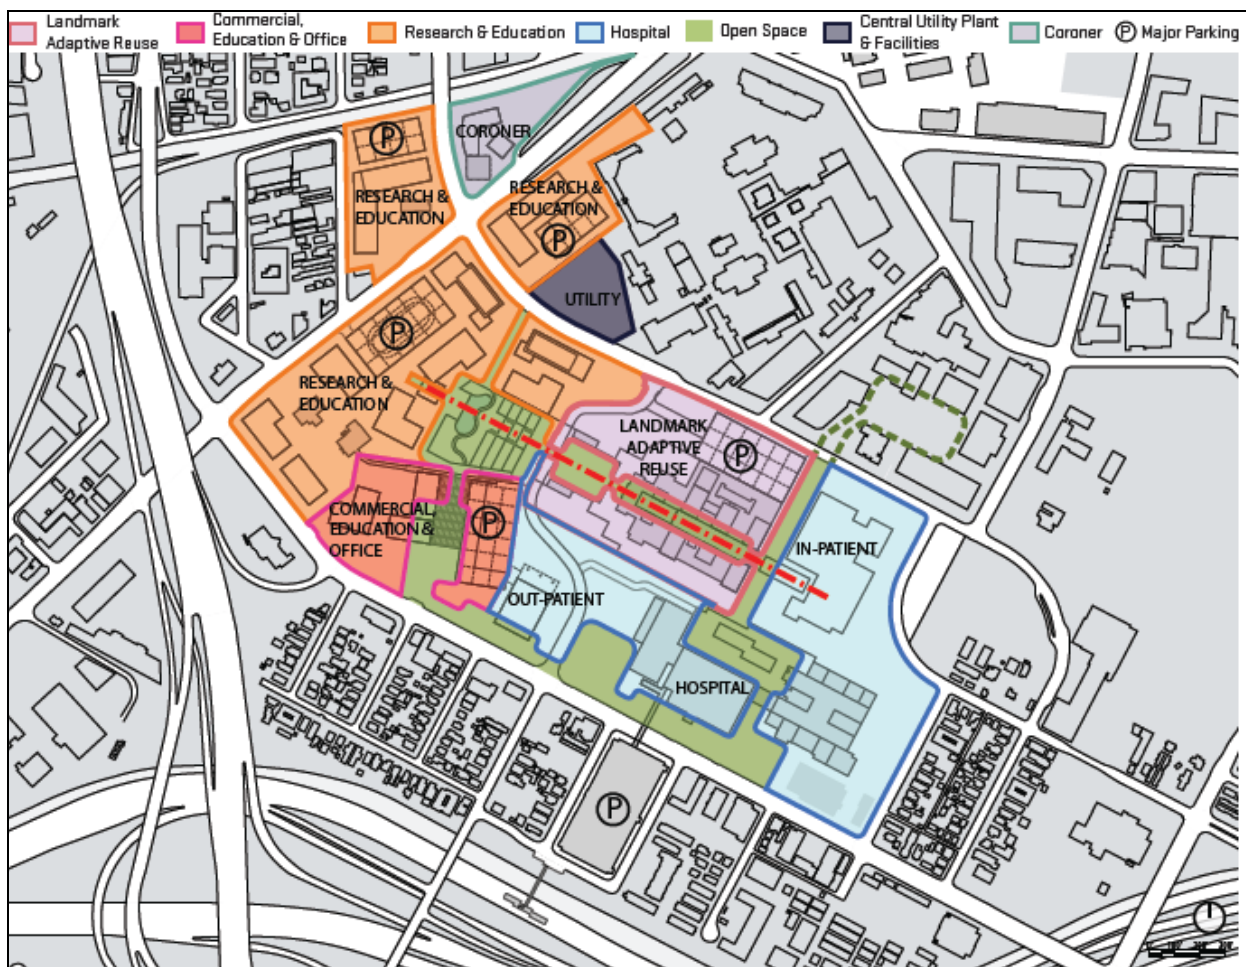 Landmark
Adaptive Reuse
Commercial,
Education & Office
Research & Education
Hospital
Open Space
Central Utility Plant
& Facilities
Coroner
P Major Parking
P
CORONER
RESEARCH &
EDUCATION
RESEARCH &
EDUCATION
P
UTILITY
P
RESEARCH &
EDUCATION
LANDMARK
ADAPTIVE
REUSE
P
COMMERCIAL,
EDUCATION &
OFFICE
P
IN-PATIENT
OUT-PATIENT
HOSPITAL
P